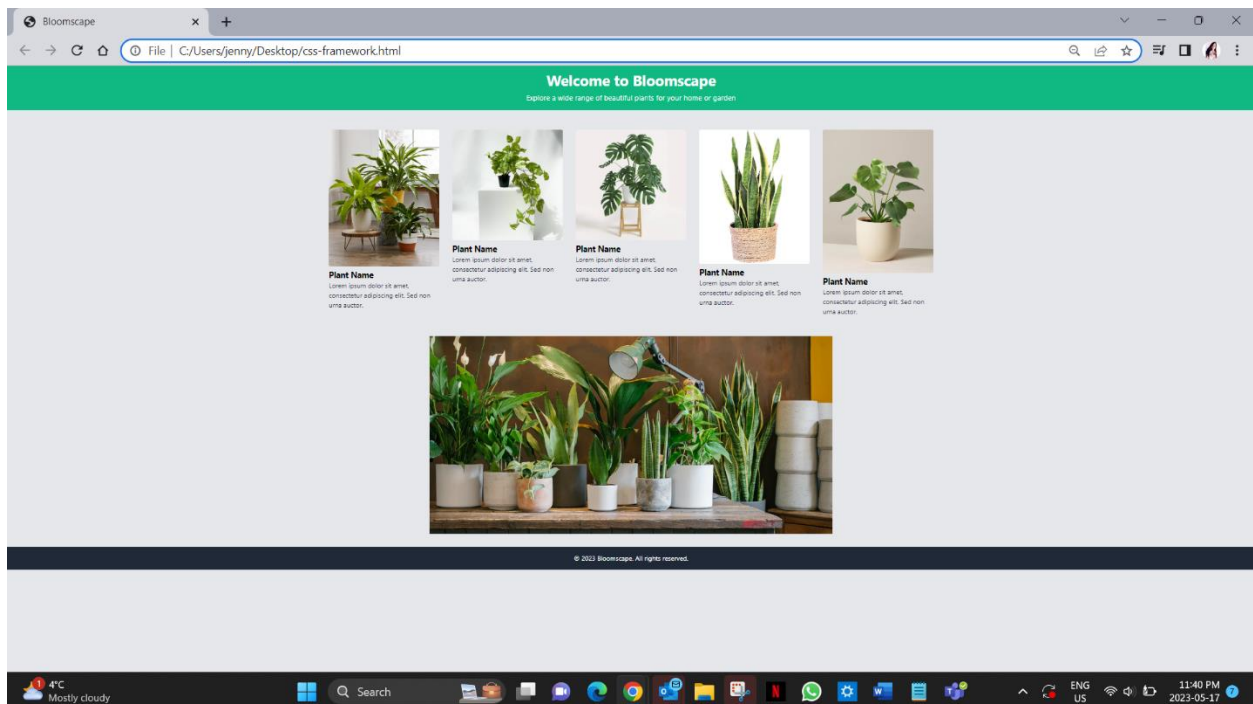 Bloomscape
File | C:/Users/jenny/Desktop/css-framework.html
Welcome to Bloomscape
Explore a wide range of beautiful plants for your home or garden
Plant Name
Lorem ipsum dolor sit amet,
consectetur adipiscing elit. Sed non
urna auctor.
Plant Name
Lorem ipsum dolor sit amet,
consectetur adipiscing elit. Sed non
urna auctor.
Plant Name
Lorem ipsum dolor sit amet,
consectetur adipiscing elit. Sed non
urna auctor.
Plant Name
Lorem ipsum dolor sit amet,
consectetur adipiscing elit. Sed non
urna auctor.
Plant Name
Lorem ipsum dolor sit amet,
consectetur adipiscing elit. Sed non
urna auctor.
© 2023 Bloomscape. All rights reserved.
1
4°C
Mostly cloudy
Search
N
W
T
ENG
US
11:40 PM
2023-05-17
7